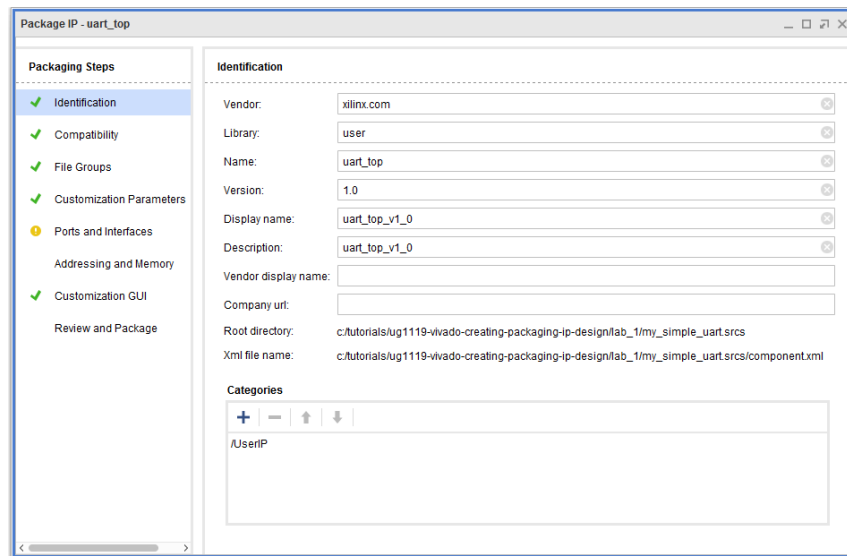 Package IP - uart_top
Packaging Steps
Identification
Compatibility
File Groups
Customization Parameters
Ports and Interfaces
Addressing and Memory
Customization GUI
Review and Package
Identification
Vendor: xilinx.com
Library: user
Name: uart_top
Version: 1.0
Display name: uart_top_v1_0
Description: uart_top_v1_0
Vendor display name:
Company url:
Root directory: c:/tutorials/ug1119-vivado-creating-packaging-ip-design/lab_1/my_simple_uart.srcs
Xml file name: c:/tutorials/ug1119-vivado-creating-packaging-ip-design/lab_1/my_simple_uart.srcs/component.xml
Categories
/UserIP